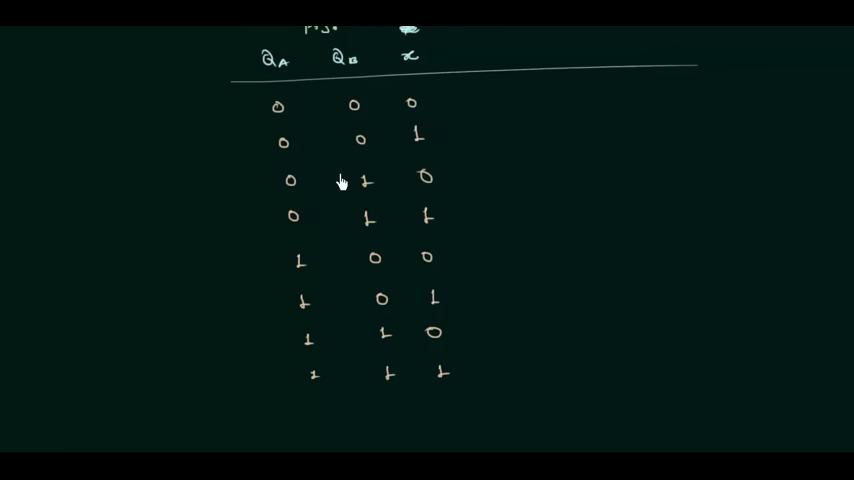 P.S.
QA QB x
0 0 0
0 0 1
0 1 0
0 1 1
1 0 0
1 0 1
1 1 0
1 1 1